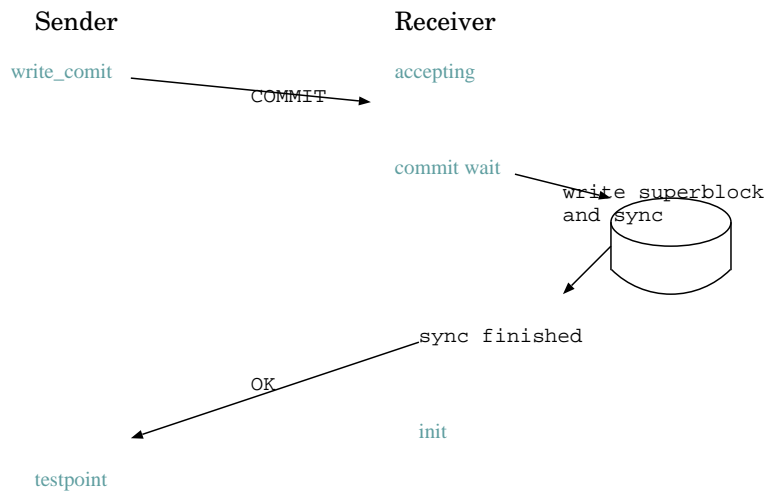 Sender
Receiver
write_comit
accepting
COMMIT
commit wait
write superblock
and sync
sync finished
OK
init
testpoint